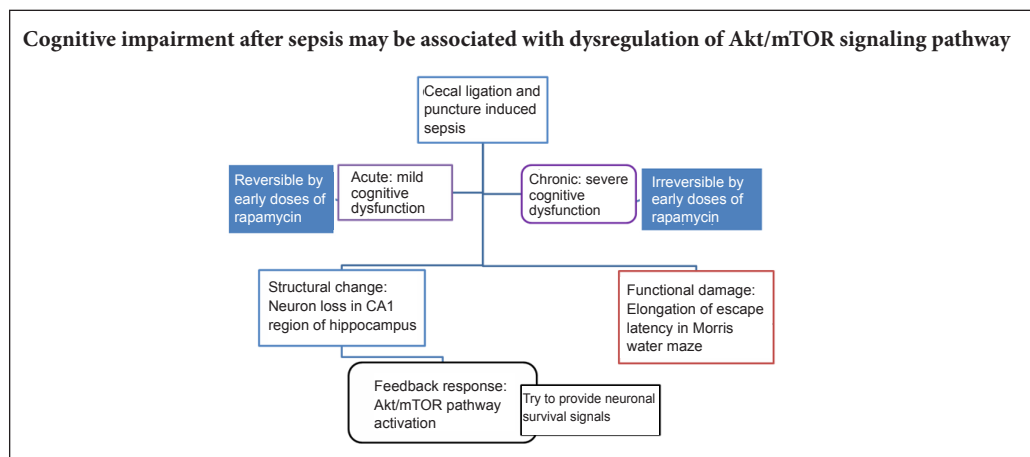 Cognitive impairment after sepsis may be associated with dysregulation of Akt/mTOR signaling pathway
Cecal ligation and
puncture induced
sepsis
Reversible by
early doses of
rapamycin
Acute: mild
cognitive
dysfunction
Chronic: severe
cognitive
dysfunction
Irreversible by
early doses of
rapamycin
Structural change:
Neuron loss in CA1
region of hippocampus
Functional damage:
Elongation of escape
latency in Morris
water maze
Feedback response:
Akt/mTOR pathway
activation
Try to provide neuronal
survival signals